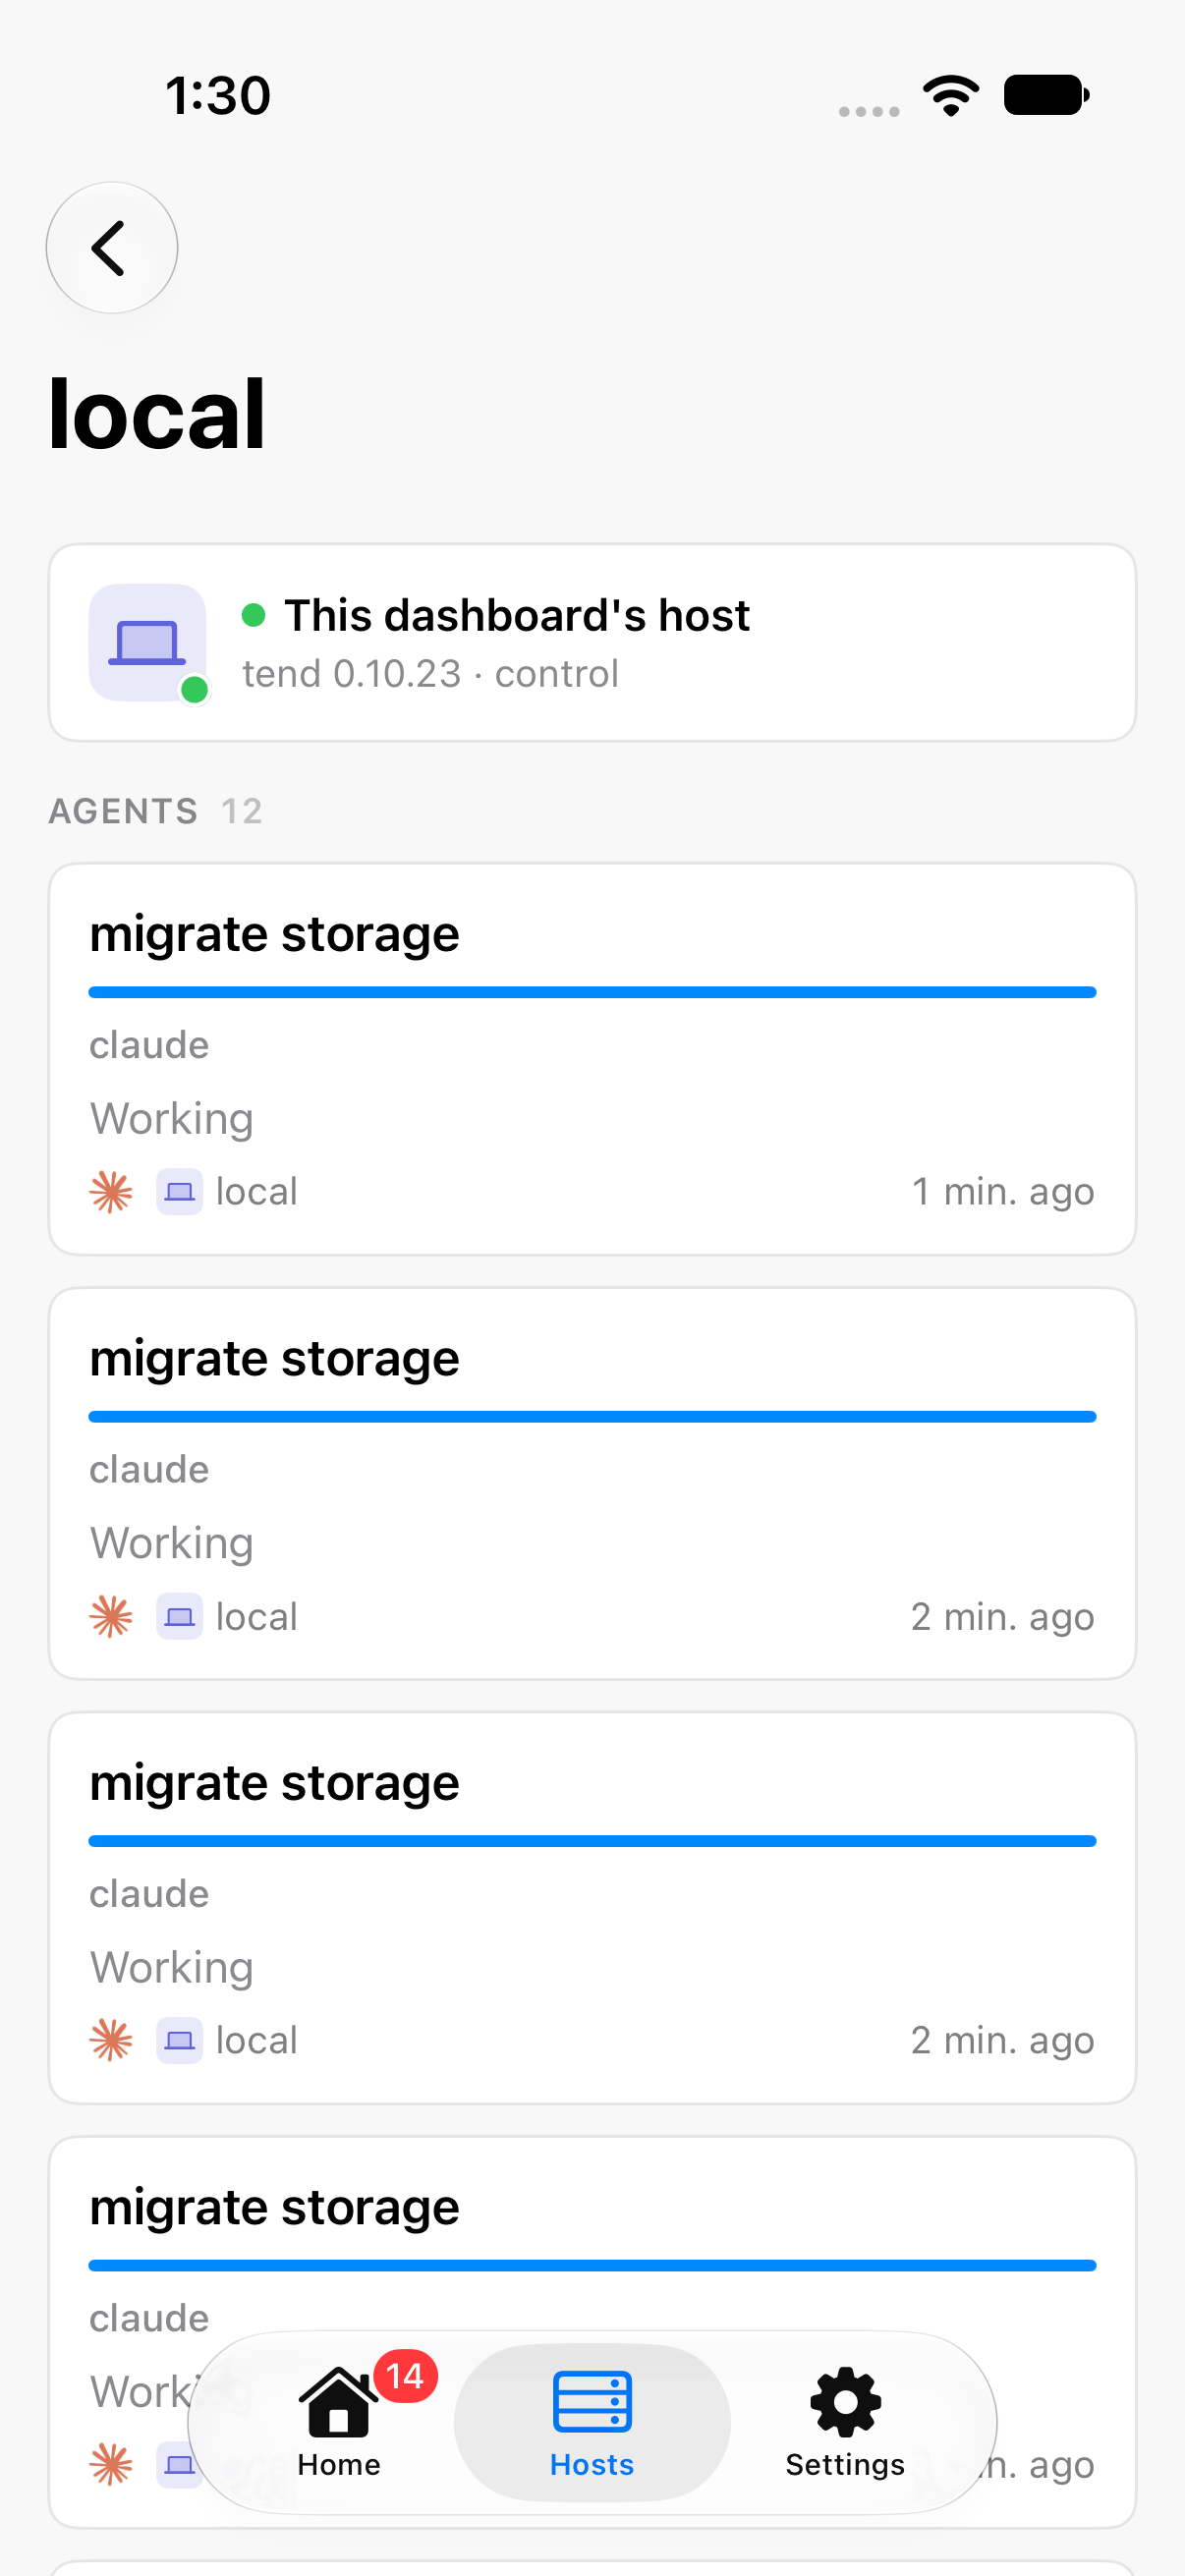 1:30
local
This dashboard's host
tend 0.10.23 · control
AGENTS 12
migrate storage
claude
Working
local 1 min. ago
migrate storage
claude
Working
local 2 min. ago
migrate storage
claude
Working
local 2 min. ago
migrate storage
claude
14
Home Hosts Settings
ago